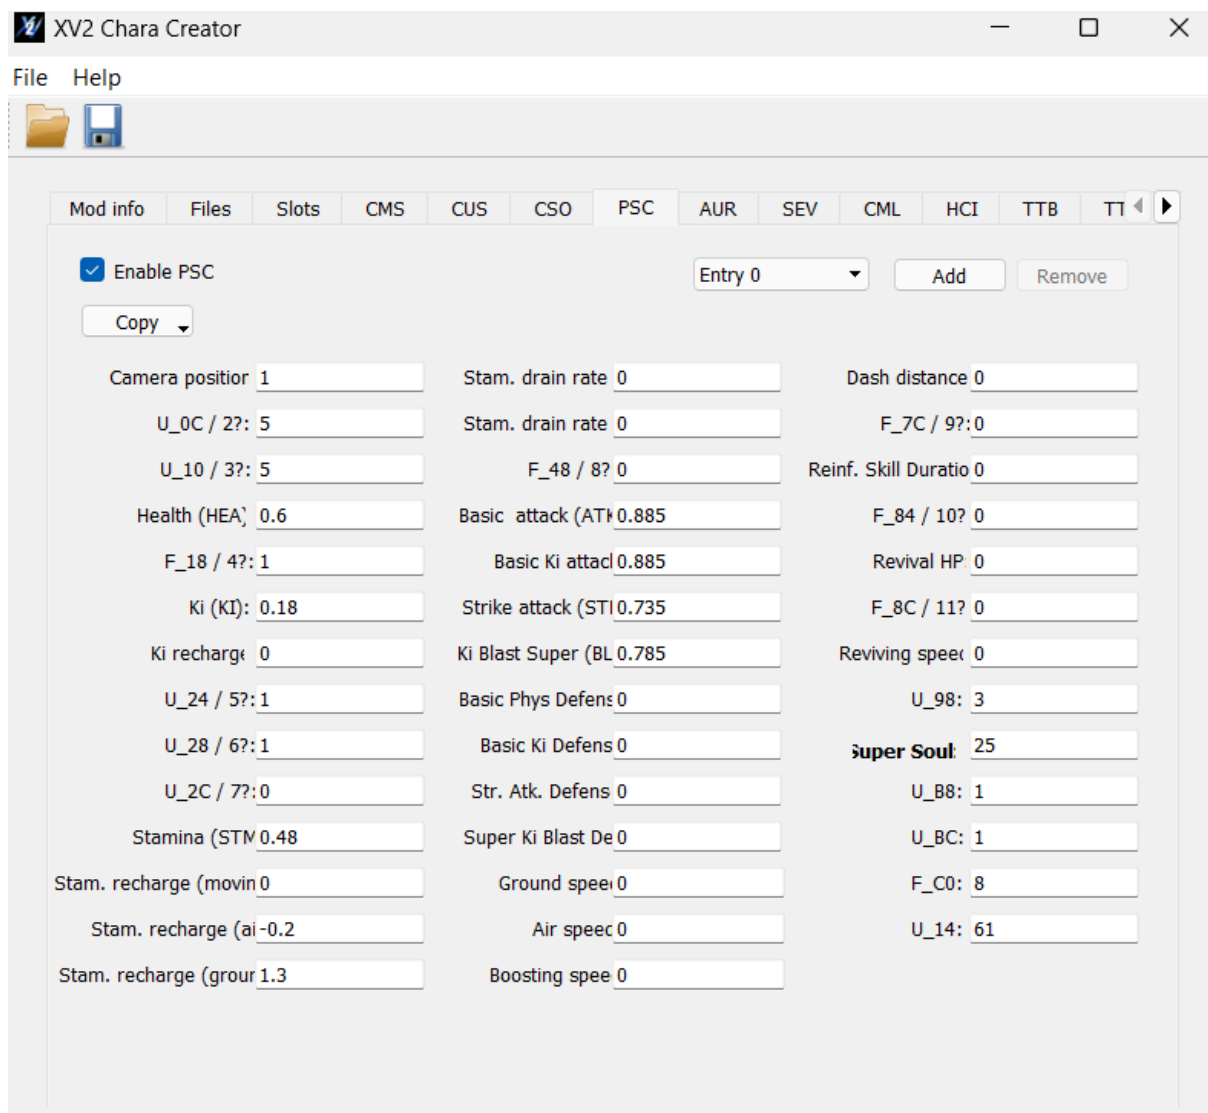 XV2 Chara Creator
File Help
Mod info Files Slots CMS CUS CSO PSC AUR SEV CML HCI TTB TT
Enable PSC Entry 0 Add Remove
Copy
Camera position 1 Stam. drain rate 0 Dash distance 0
U_0C / 2?: 5 Stam. drain rate 0 F_7C / 9?: 0
U_10 / 3?: 5 F_48 / 8? 0 Reinf. Skill Duratio 0
Health (HEA) 0.6 Basic attack (ATK 0.885 F_84 / 10? 0
F_18 / 4?: 1 Basic Ki attacl 0.885 Revival HP 0
Ki (KI): 0.18 Strike attack (STI 0.735 F_8C / 11? 0
Ki recharge 0 Ki Blast Super (BL 0.785 Reviving speec 0
U_24 / 5?: 1 Basic Phys Defens 0 U_98: 3
U_28 / 6?: 1 Basic Ki Defens 0 Super Soul: 25
U_2C / 7?: 0 Str. Atk. Defens 0 U_B8: 1
Stamina (STM 0.48 Super Ki Blast De 0 U_BC: 1
Stam. recharge (movin 0 Ground speed 0 F_C0: 8
Stam. recharge (ai -0.2 Air speed 0 U_14: 61
Stam. recharge (grour 1.3 Boosting spee 0